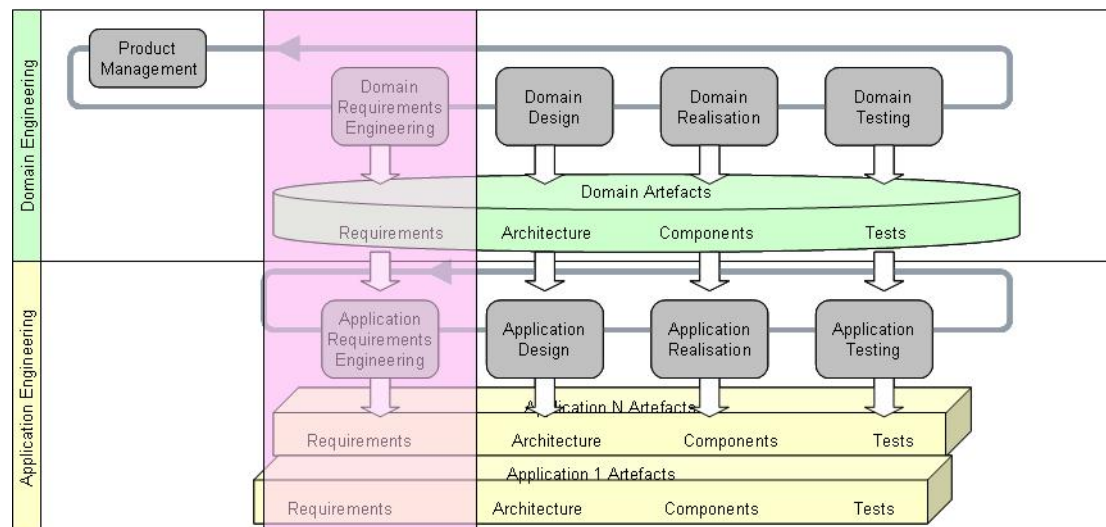 Domain Engineering
Product
Management
Domain
Requirements
Engineering
Domain
Design
Domain
Realisation
Domain
Testing
Domain Artefacts
Requirements
Architecture
Components
Tests
Application Engineering
Application
Requirements
Engineering
Application
Design
Application
Realisation
Application
Testing
Application N Artefacts
Requirements
Architecture
Components
Tests
Application 1 Artefacts
Requirements
Architecture
Components
Tests